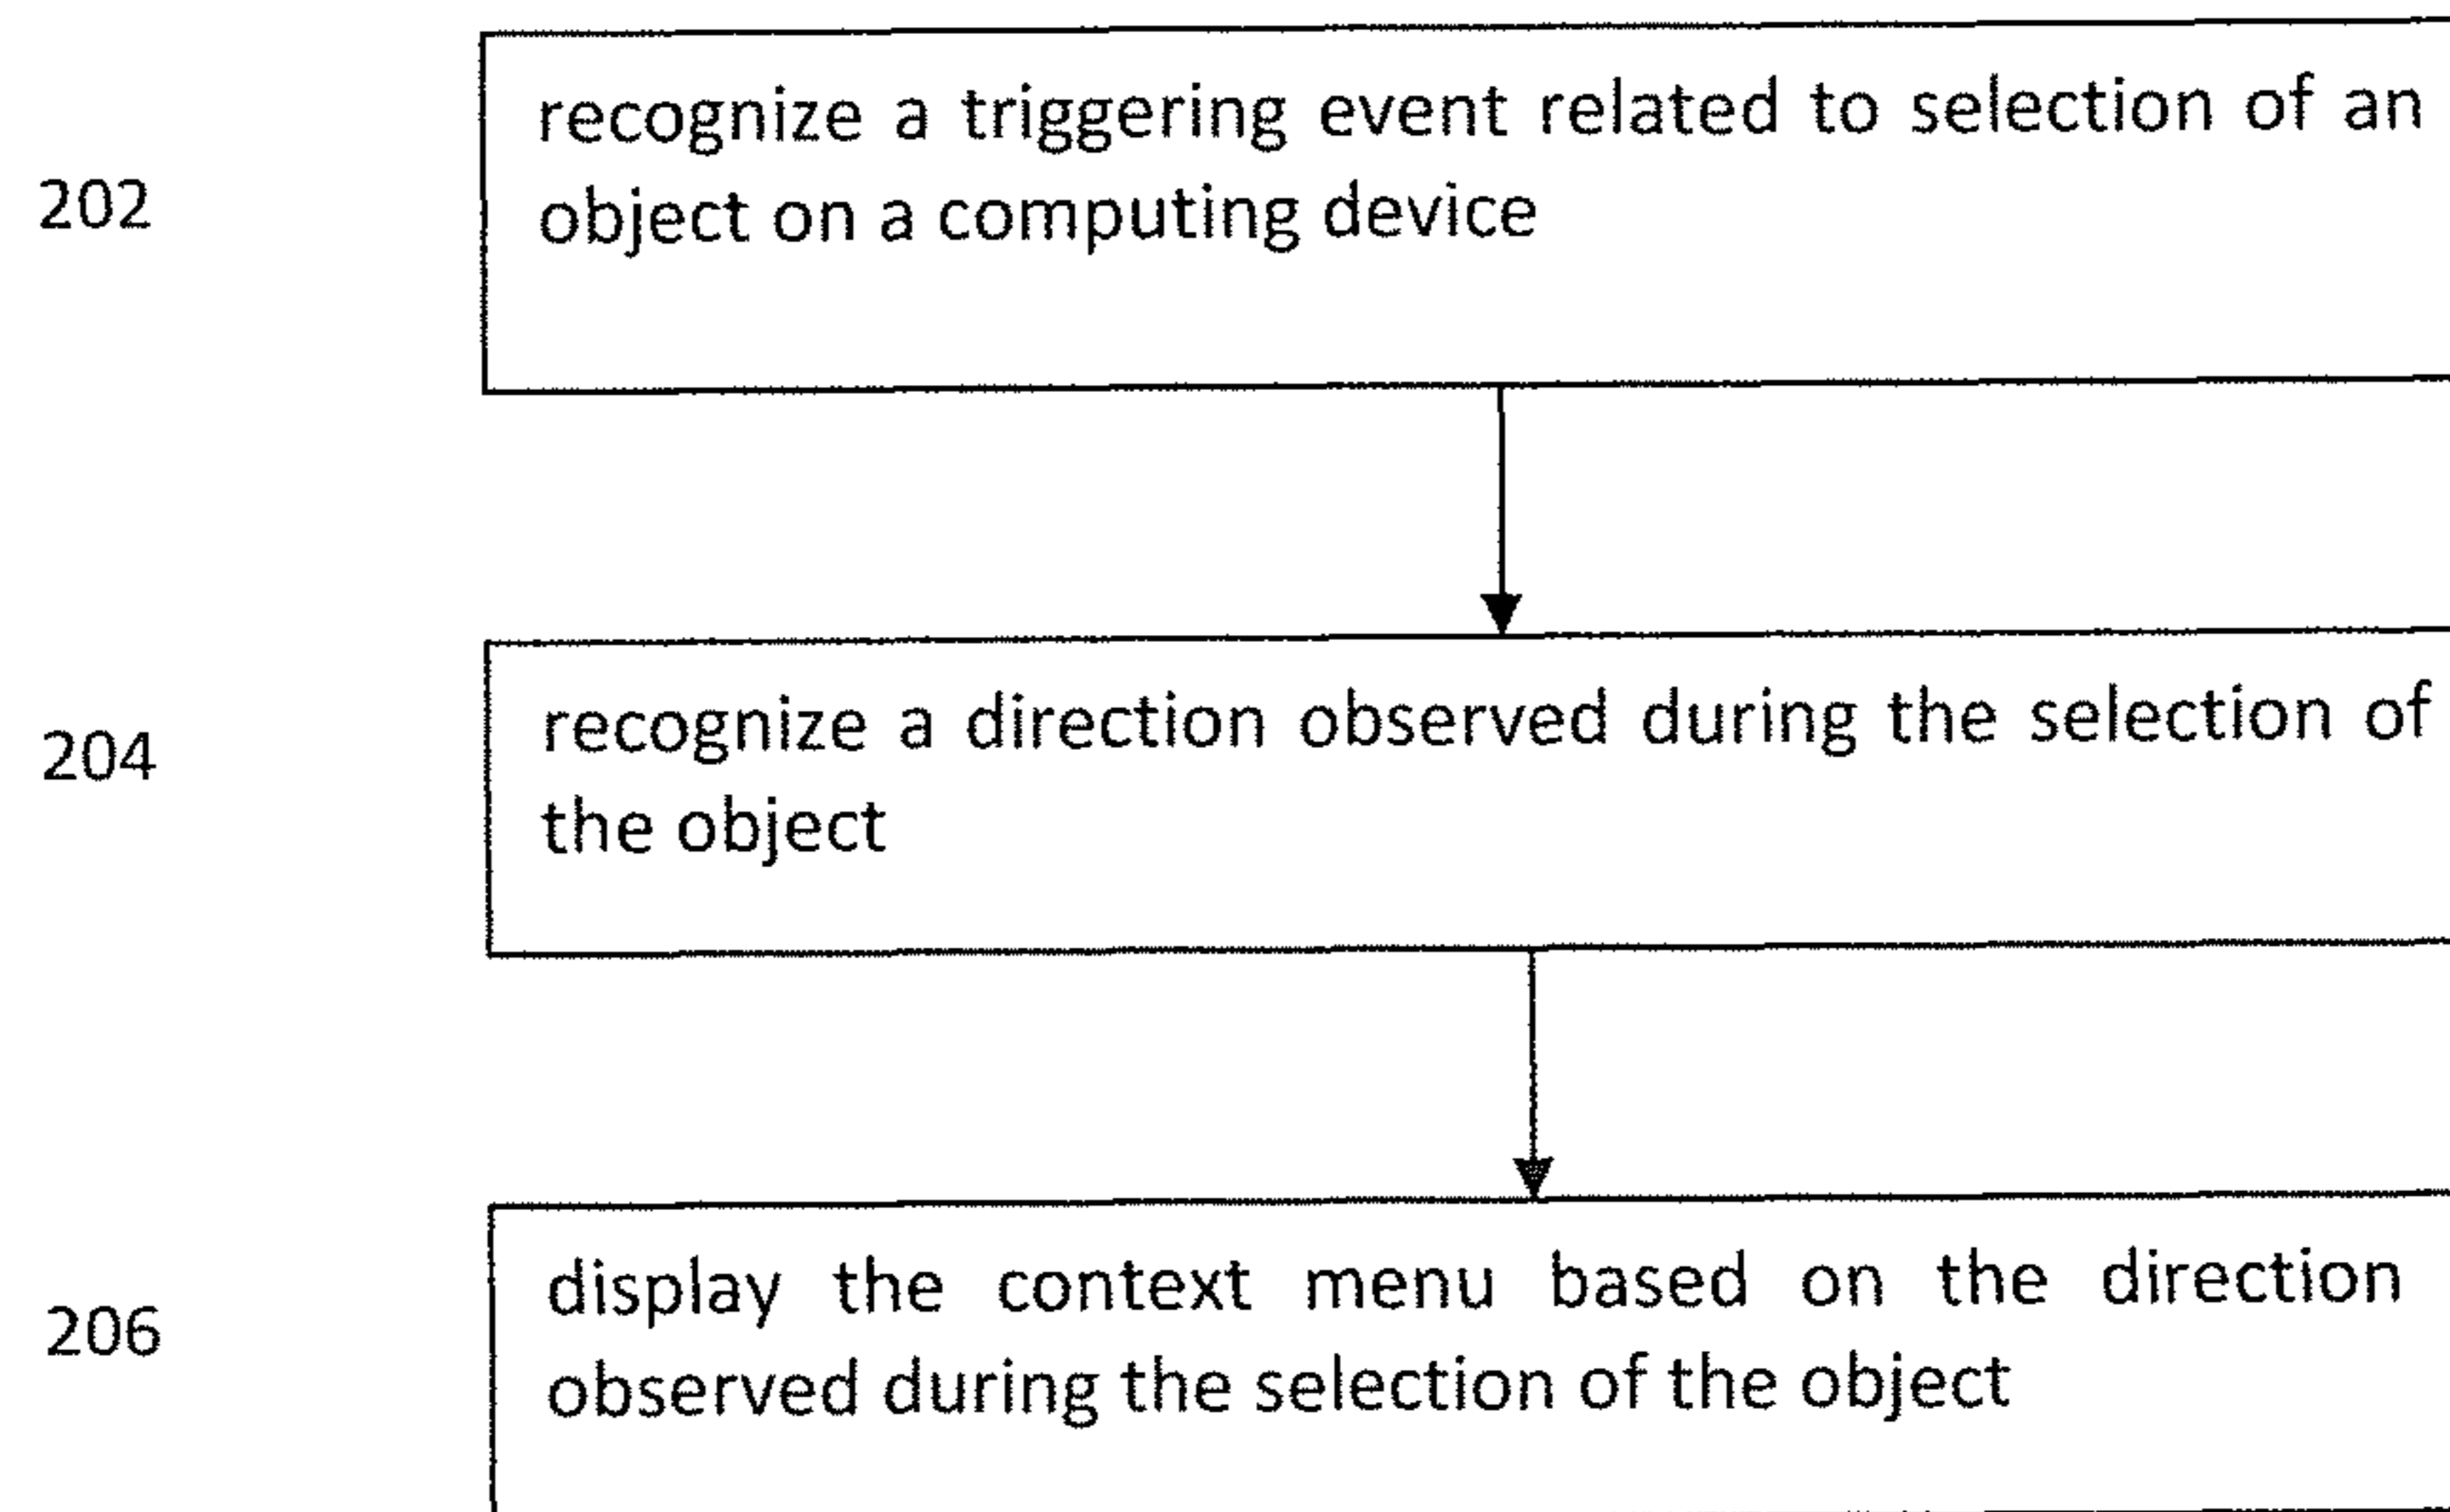 202
recognize a triggering event related to selection of an
object on a computing device
204
recognize a direction observed during the selection of
the object
206
display the context menu based on the direction
observed during the selection of the object